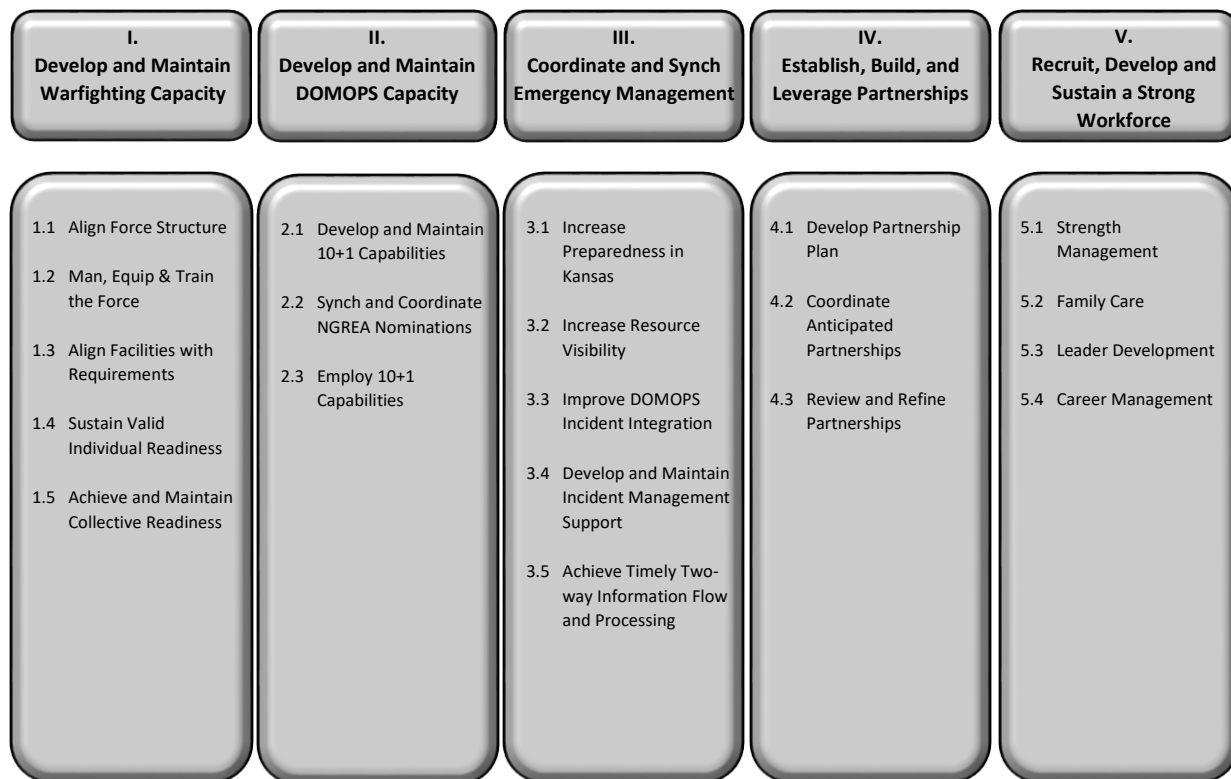 I.
Develop and Maintain
Warfighting Capacity
II.
Develop and Maintain
DOMOPS Capacity
III.
Coordinate and Synch
Emergency Management
IV.
Establish, Build, and
Leverage Partnerships
V.
Recruit, Develop and
Sustain a Strong
Workforce
1.1 Align Force Structure
1.2 Man, Equip & Train
the Force
1.3 Align Facilities with
Requirements
1.4 Sustain Valid
Individual Readiness
1.5 Achieve and Maintain
Collective Readiness
2.1 Develop and Maintain
10+1 Capabilities
2.2 Synch and Coordinate
NGREA Nominations
2.3 Employ 10+1
Capabilities
3.1 Increase
Preparedness in
Kansas
3.2 Increase Resource
Visibility
3.3 Improve DOMOPS
Incident Integration
3.4 Develop and Maintain
Incident Management
Support
3.5 Achieve Timely Two-
way Information Flow
and Processing
4.1 Develop Partnership
Plan
4.2 Coordinate
Anticipated
Partnerships
4.3 Review and Refine
Partnerships
5.1 Strength
Management
5.2 Family Care
5.3 Leader Development
5.4 Career Management